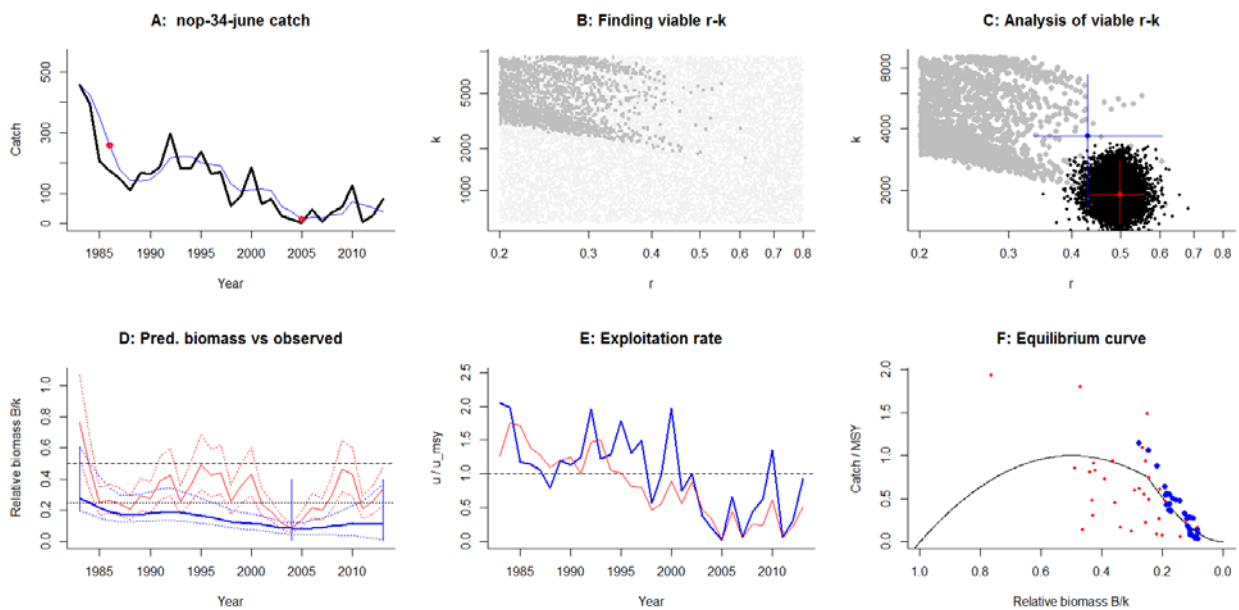 A:  nop-34-june catch
Catch
0 100 300 500
1985 1990 1995 2000 2005 2010
Year
B: Finding viable r-k
k
1000 2000 5000
0.2 0.3 0.4 0.5 0.6 0.7 0.8
r
C: Analysis of viable r-k
k
2000 4000 8000
0.2 0.3 0.4 0.5 0.6 0.7 0.8
r
D: Pred. biomass vs observed
Relative biomass B/k
0.0 0.2 0.4 0.6 0.8 1.0
1985 1990 1995 2000 2005 2010
Year
E: Exploitation rate
u / u_msy
0.0 0.5 1.0 1.5 2.0 2.5
1985 1990 1995 2000 2005 2010
Year
F: Equilibrium curve
Catch / MSY
0.0 0.5 1.0 1.5 2.0
1.0 0.8 0.6 0.4 0.2 0.0
Relative biomass B/k